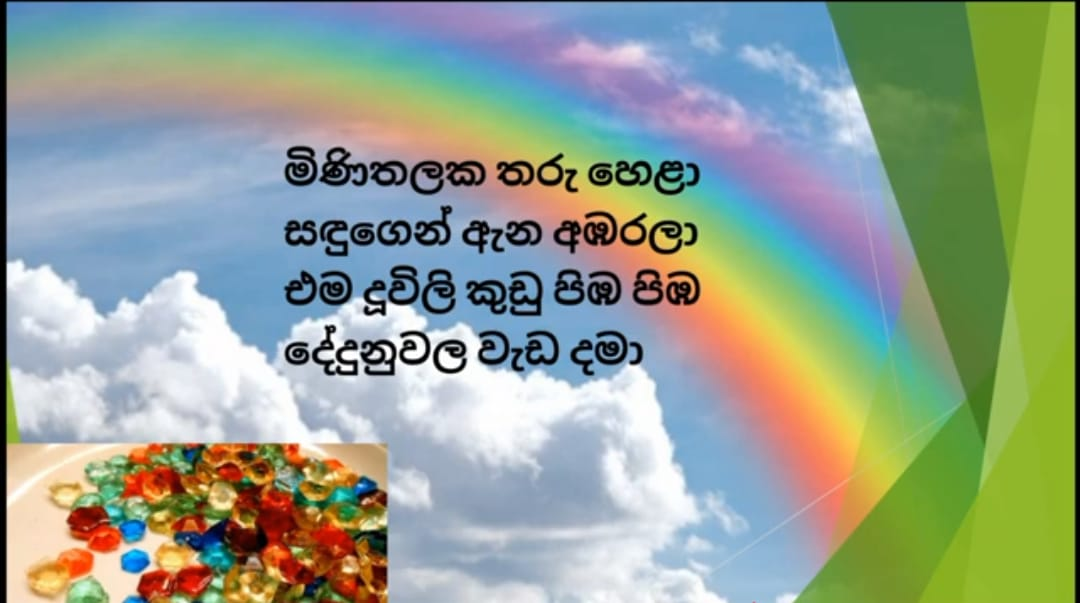 මිණිතලක තරු හෙළා
සඳුගෙන් ඇන අඹරලා
එම දූවිලි කුඩු පිඹ පිඹ
දේදුනුවල වැඩ දමා